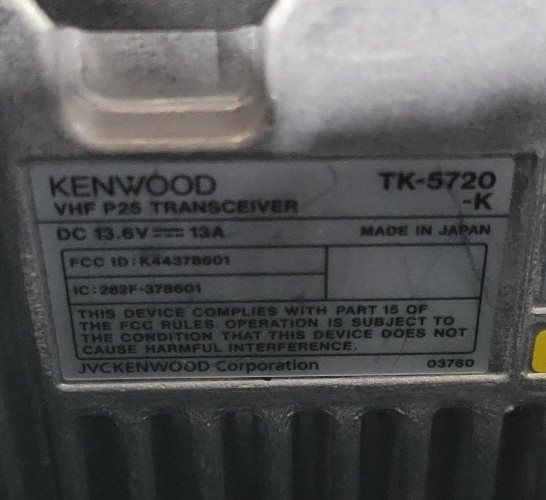 KENWOOD
TK-5720
-K
VHF P25 TRANSCEIVER
DC 13.6V⎓13A
MADE IN JAPAN
FCC ID:K44378601
IC:282F-378601
THIS DEVICE COMPLIES WITH PART 15 OF
THE FCC RULES. OPERATION IS SUBJECT TO
THE CONDITION THAT THIS DEVICE DOES NOT
CAUSE HARMFUL INTERFERENCE.
JVCKENWOOD Corporation
03760